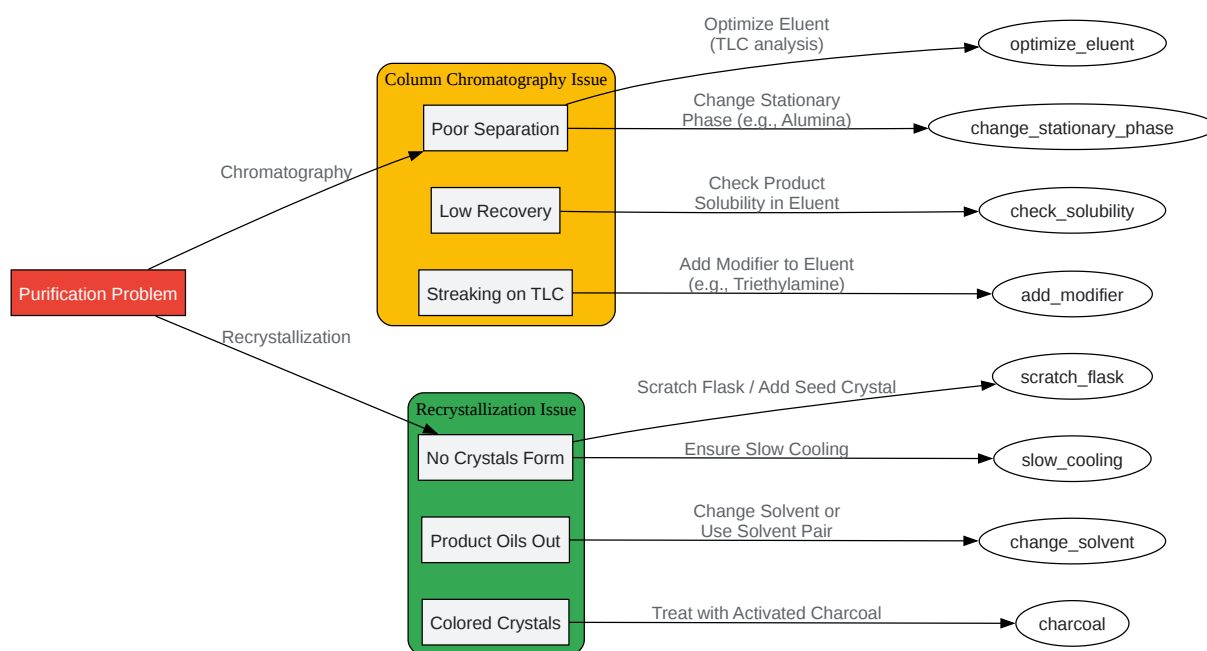 Purification Problem
Chromatography
Recrystallization
Column Chromatography Issue
Poor Separation
Low Recovery
Streaking on TLC
Recrystallization Issue
No Crystals Form
Product Oils Out
Colored Crystals
Optimize Eluent
(TLC analysis)
Change Stationary
Phase (e.g., Alumina)
Check Product
Solubility in Eluent
Add Modifier to Eluent
(e.g., Triethylamine)
Scratch Flask / Add Seed Crystal
Ensure Slow Cooling
Change Solvent or
Use Solvent Pair
Treat with Activated Charcoal
optimize_eluent
change_stationary_phase
check_solubility
add_modifier
scratch_flask
slow_cooling
change_solvent
charcoal